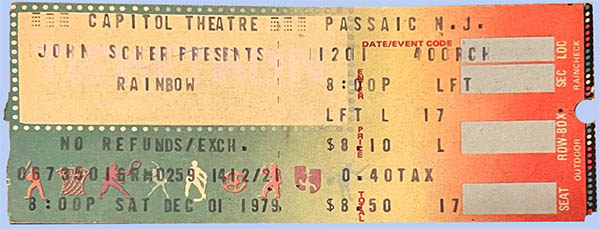 CAPITOL THEATRE PASSAIC N.J.
DATE/EVENT CODE
JOHN SCHER PRESENTS 1201 400RCH
RAINBOW 8:00P LFT
LFT L 17
ENTER PRICE
NO REFUNDS/EXCH. $8.10 L
0.40TAX
TOTAL
8:00P SAT DEC 01 1979 $8.50 17
SEC LOC
RAINCHECK
ROW-BOX
OUTDOOR
SEAT